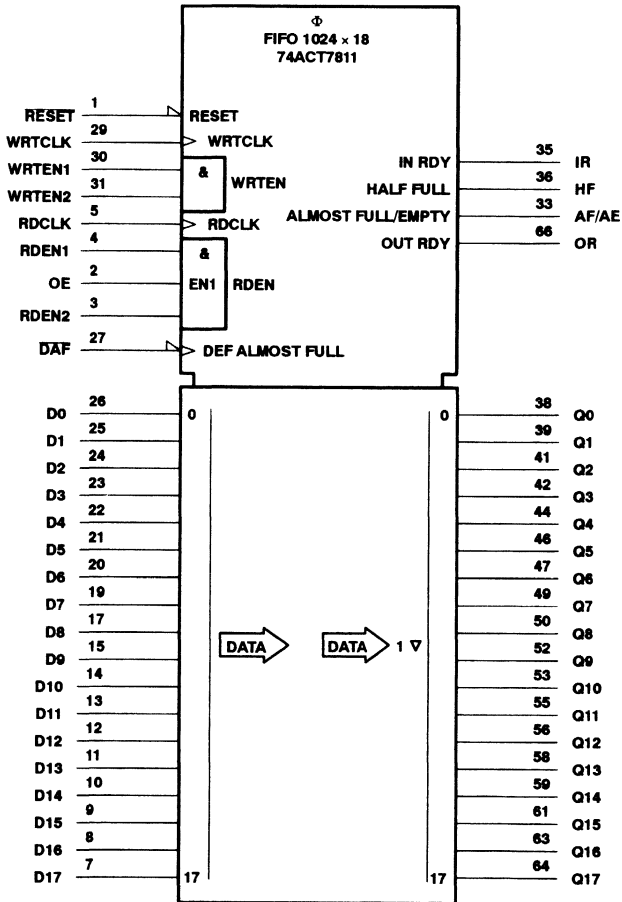 Φ
FIFO 1024 × 18
74ACT7811
RESET 1 RESET
WRTCLK 29 WRTCLK
WRTEN1 30 & WRTEN
WRTEN2 31
RDCLK 5 RDCLK
RDEN1 4 &
OE 2 EN1 RDEN
RDEN2 3
DAF 27 DEF ALMOST FULL
IN RDY 35 IR
HALF FULL 36 HF
ALMOST FULL/EMPTY 33 AF/AE
OUT RDY 66 OR
D0 26 0
D1 25
D2 24
D3 23
D4 22
D5 21
D6 20
D7 19
D8 17
D9 15
D10 14
D11 13
D12 12
D13 11
D14 10
D15 9
D16 8
D17 7 17
DATA DATA 1 ∇
0 38 Q0
39 Q1
41 Q2
42 Q3
44 Q4
46 Q5
47 Q6
49 Q7
50 Q8
52 Q9
53 Q10
55 Q11
56 Q12
58 Q13
59 Q14
61 Q15
63 Q16
17 64 Q17